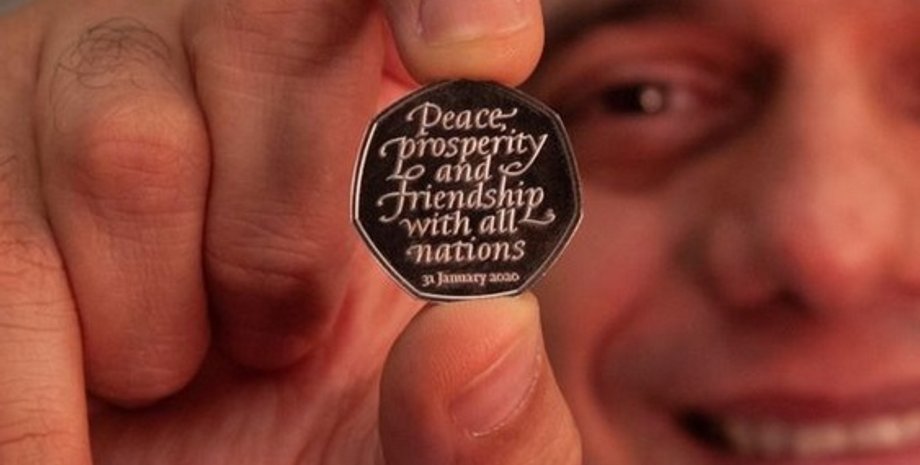 Peace,
prosperity
and
friendship
with all
nations
31 January 2020